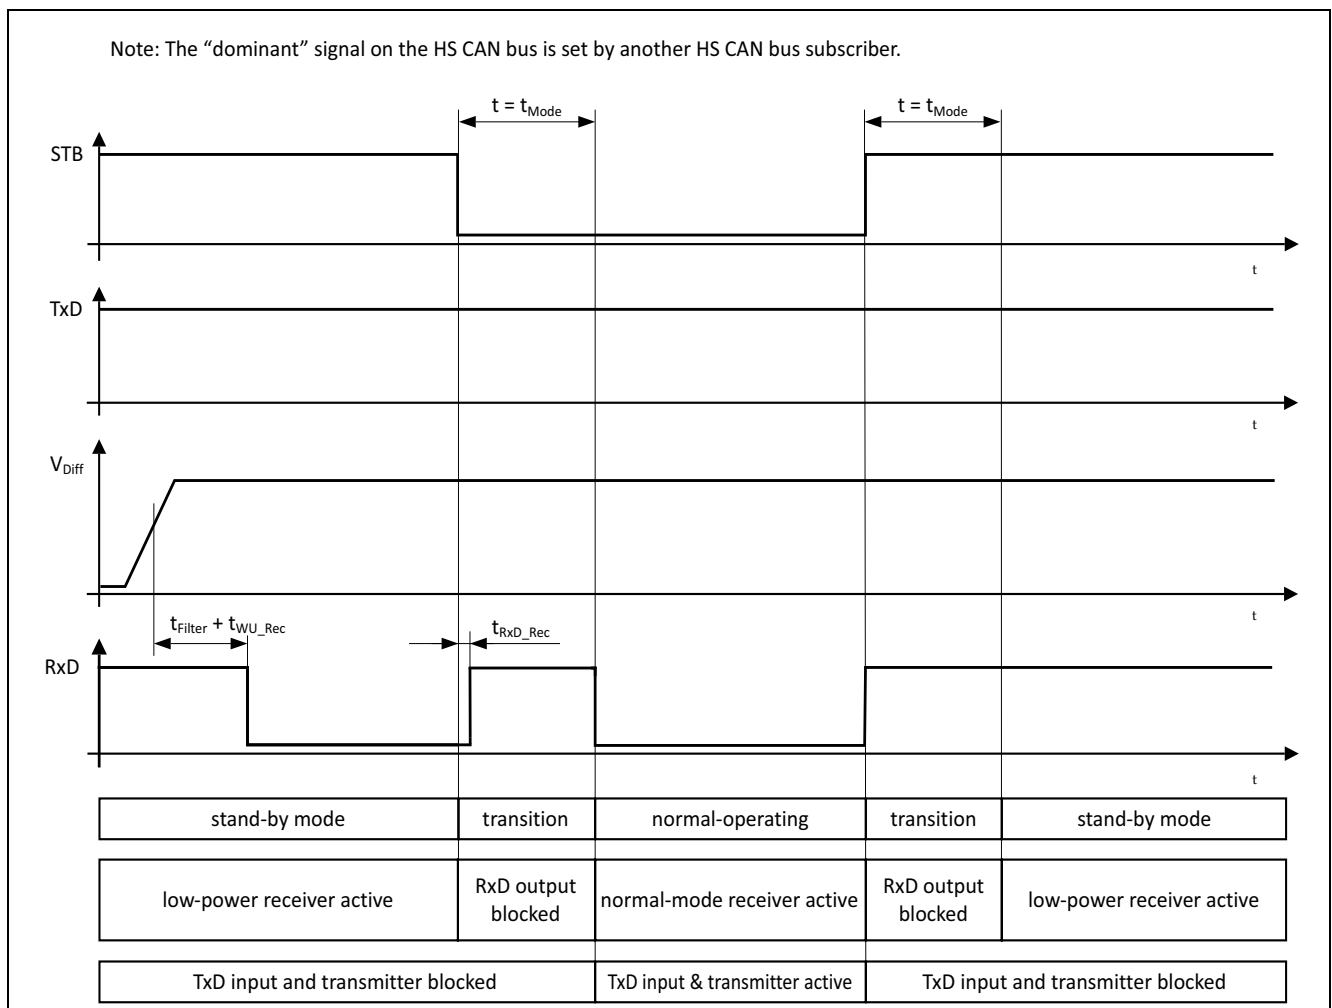 Note: The “dominant” signal on the HS CAN bus is set by another HS CAN bus subscriber.
t = tMode
t = tMode
STB
t
TxD
t
VDiff
t
tFilter + tWU_Rec
tRxD_Rec
RxD
t
stand-by mode
transition
normal-operating
transition
stand-by mode
low-power receiver active
RxD output
blocked
normal-mode receiver active
RxD output
blocked
low-power receiver active
TxD input and transmitter blocked
TxD input & transmitter active
TxD input and transmitter blocked